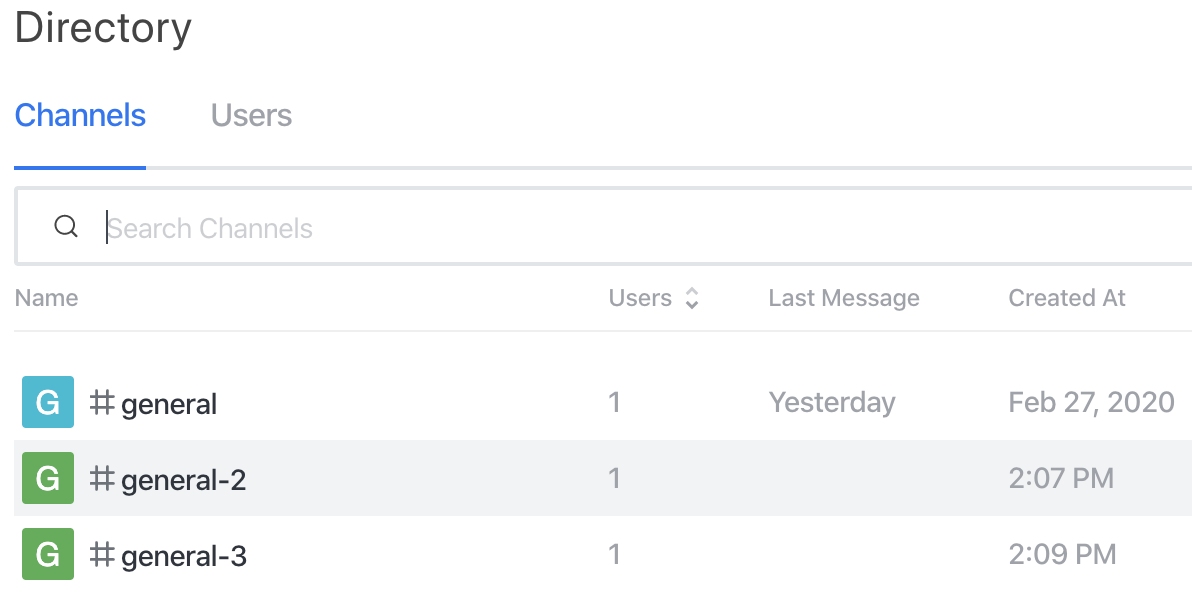 Directory
Channels Users
Search Channels
Name Users Last Message Created At
G # general 1 Yesterday Feb 27, 2020
G # general-2 1 2:07 PM
G # general-3 1 2:09 PM